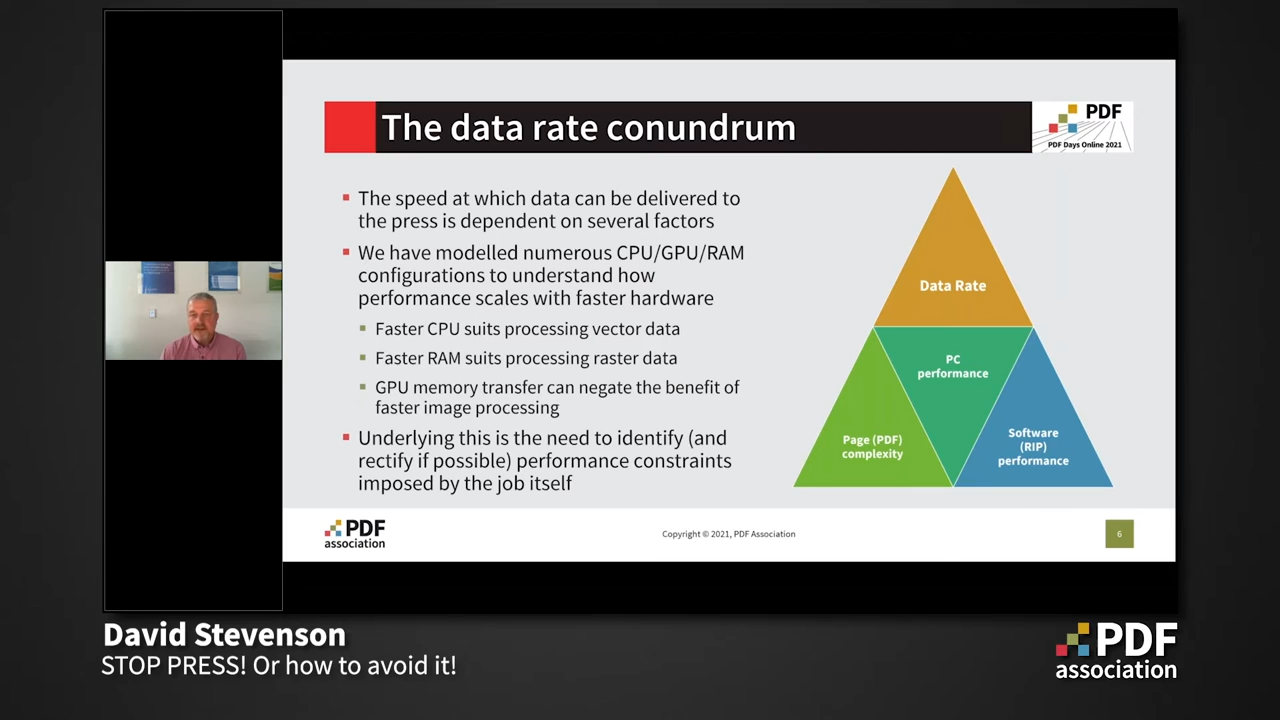 The data rate conundrum
PDF
PDF Days Online 2021
The speed at which data can be delivered to
the press is dependent on several factors
We have modelled numerous CPU/GPU/RAM
configurations to understand how
performance scales with faster hardware
Faster CPU suits processing vector data
Faster RAM suits processing raster data
GPU memory transfer can negate the benefit of
faster image processing
Underlying this is the need to identify (and
rectify if possible) performance constraints
imposed by the job itself
Data Rate
PC
performance
Page (PDF)
complexity
Software
(RIP)
performance
PDF
association
Copyright © 2021, PDF Association
6
David Stevenson
STOP PRESS! Or how to avoid it!
PDF
association